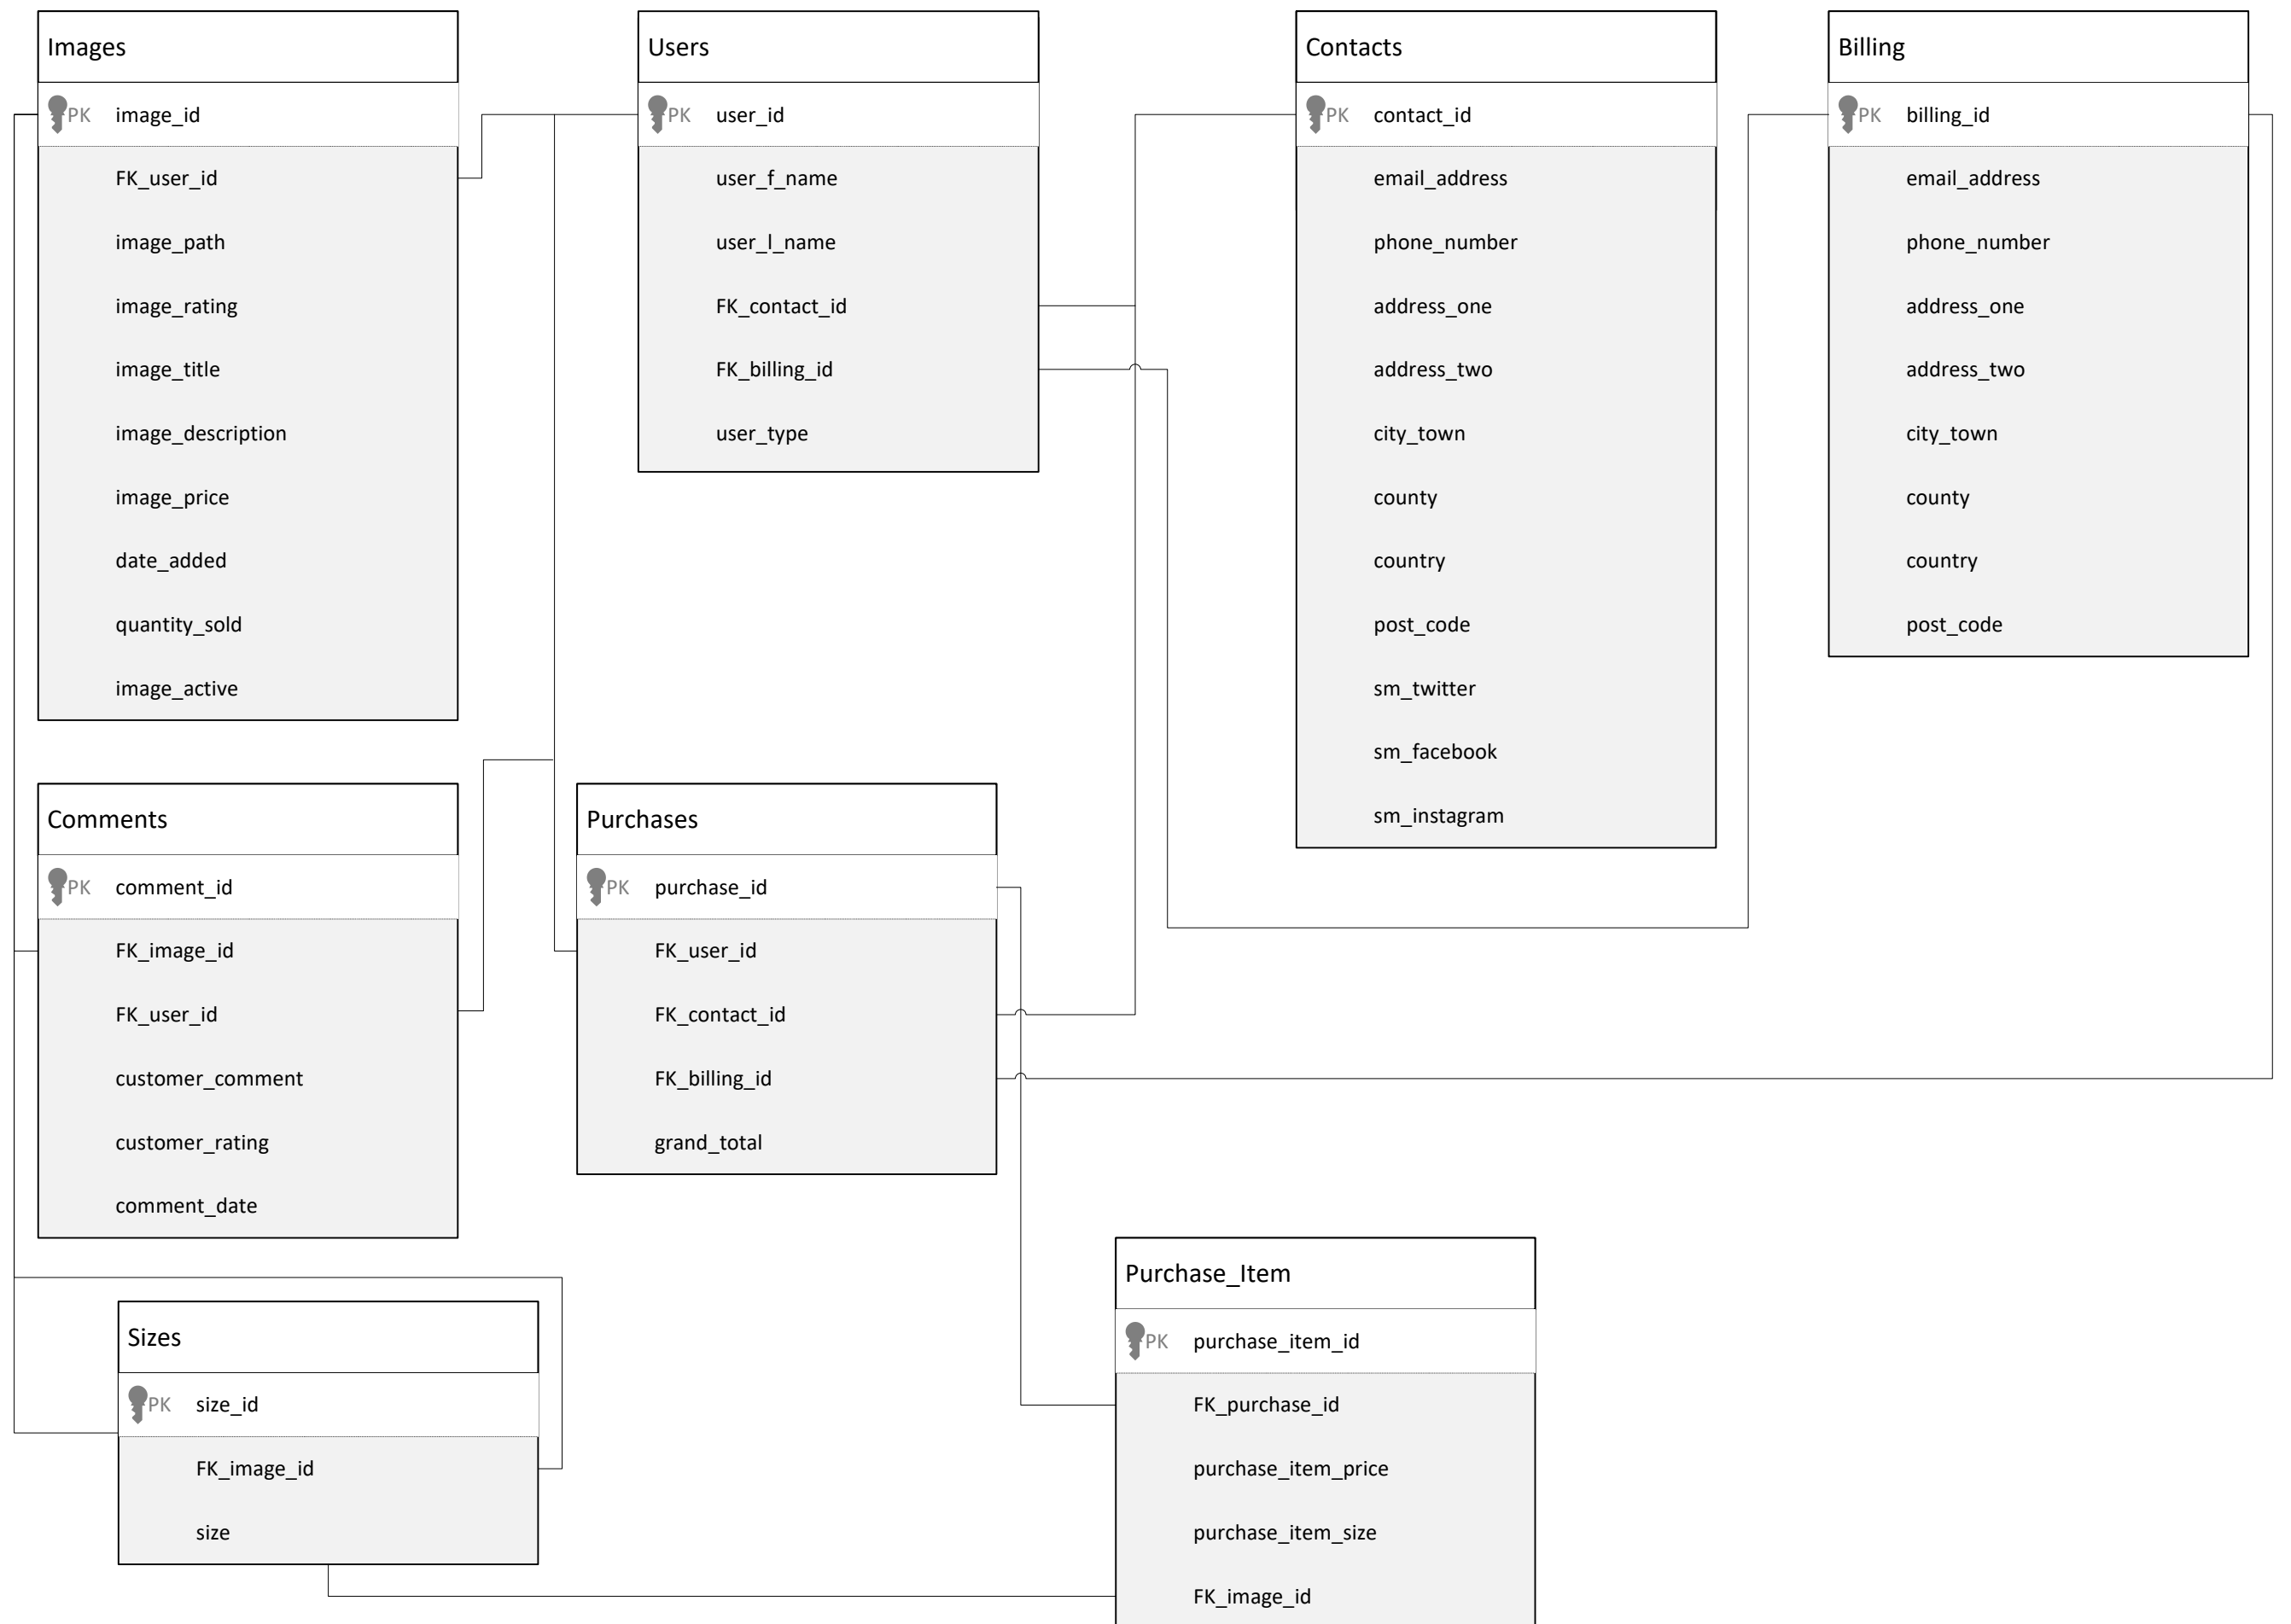 Images
PK image_id
FK_user_id
image_path
image_rating
image_title
image_description
image_price
date_added
quantity_sold
image_active
Users
PK user_id
user_f_name
user_l_name
FK_contact_id
FK_billing_id
user_type
Contacts
PK contact_id
email_address
phone_number
address_one
address_two
city_town
county
country
post_code
sm_twitter
sm_facebook
sm_instagram
Billing
PK billing_id
email_address
phone_number
address_one
address_two
city_town
county
country
post_code
Comments
PK comment_id
FK_image_id
FK_user_id
customer_comment
customer_rating
comment_date
Purchases
PK purchase_id
FK_user_id
FK_contact_id
FK_billing_id
grand_total
Sizes
PK size_id
FK_image_id
size
Purchase_Item
PK purchase_item_id
FK_purchase_id
purchase_item_price
purchase_item_size
FK_image_id